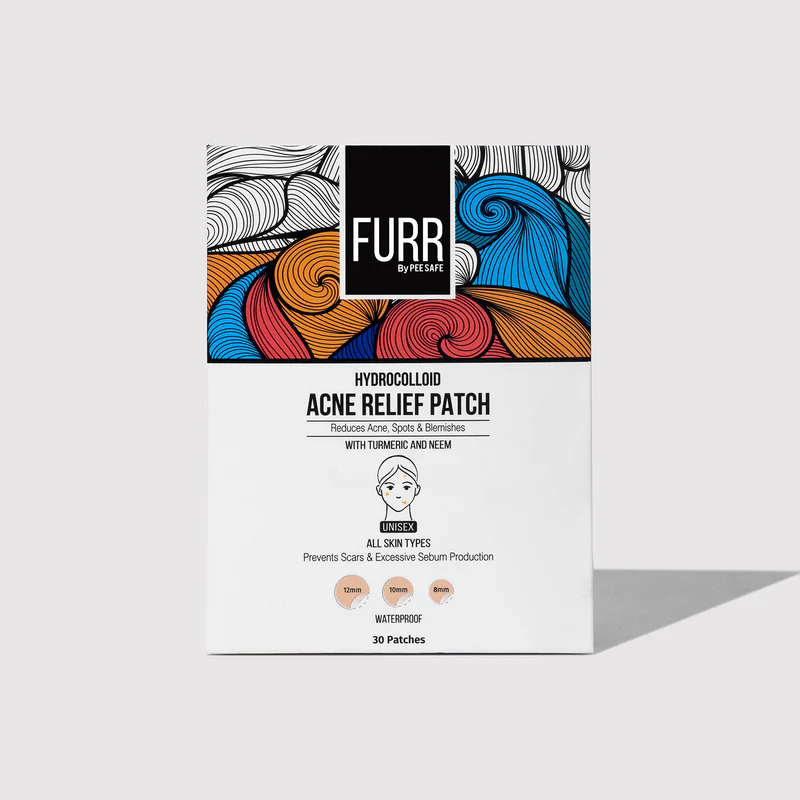 FURR
By PEE SAFE
HYDROCOLLOID
ACNE RELIEF PATCH
Reduces Acne, Spots & Blemishes
WITH TURMERIC AND NEEM
UNISEX
ALL SKIN TYPES
Prevents Scars & Excessive Sebum Production
12mm 10mm 8mm
WATERPROOF
30 Patches